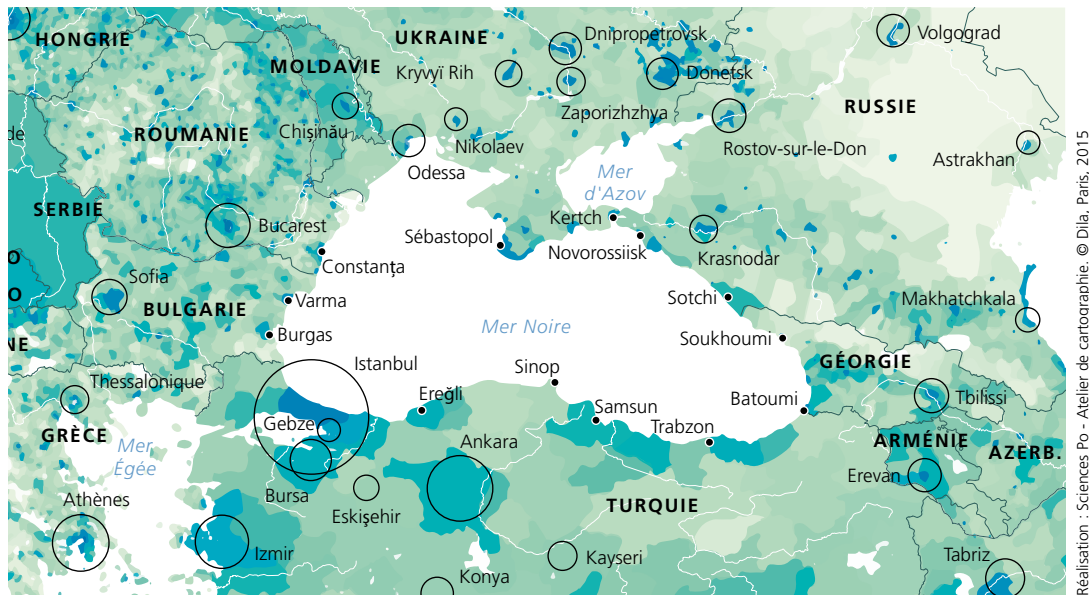 HONGRIE
UKRAINE
Dnipropetrovsk
Volgograd
MOLDAVIE
Kryvyï Rih
Donetsk
Zaporizhzhya
RUSSIE
ROUMANIE
Chișinău
Nikolaev
Rostov-sur-le-Don
Astrakhan
de
Odessa
Mer
d'Azov
SERBIE
Bucarest
Kertch
Sébastopol
Novorossiisk
Krasnodar
O
Constanţa
Sofia
O
BULGARIE
Varma
Sotchi
Makhatchkala
Mer Noire
Burgas
Soukhoumi
NE
Istanbul
Sinop
GÉORGIE
Thessalonique
Ereğli
Batoumi
Tbilissi
Gebze
Samsun
GRÈCE
Mer
Égée
Ankara
Trabzon
ARMÉNIE
AZERB.
Bursa
Erevan
Athènes
Eskişehir
TURQUIE
Izmir
Kayseri
Tabriz
Konya
Réalisation : Sciences Po - Atelier de cartographie. © Dila, Paris, 2015